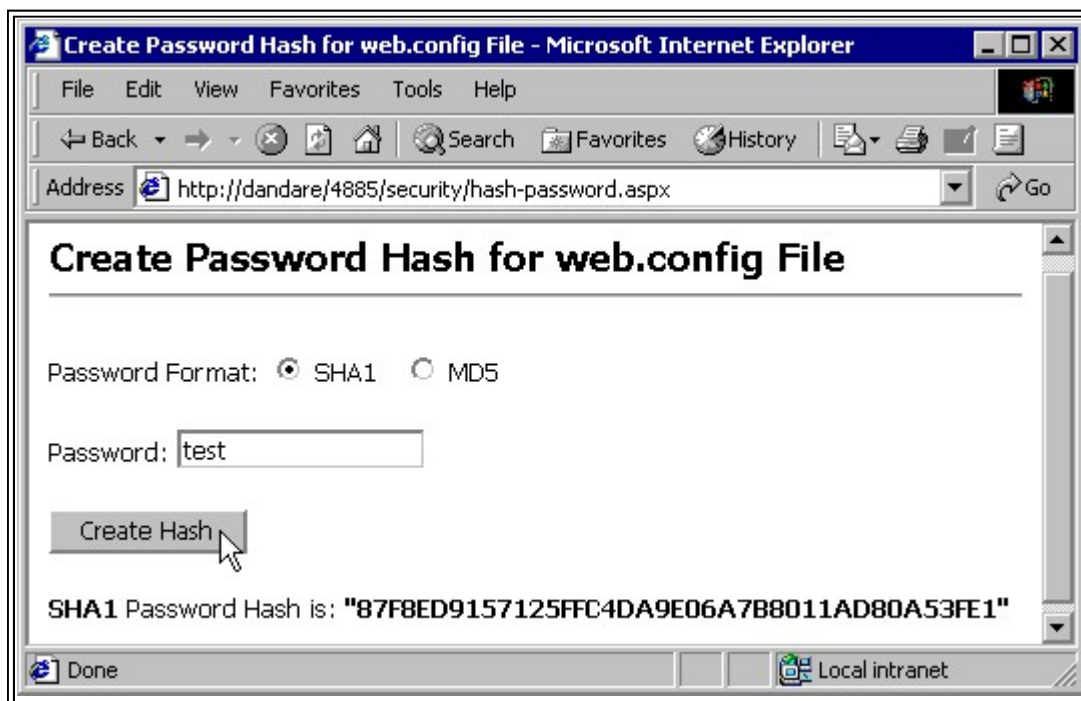 Create Password Hash for web.config File - Microsoft Internet Explorer
File Edit View Favorites Tools Help
Back Search Favorites History
Address http://dandare/4885/security/hash-password.aspx Go
Create Password Hash for web.config File
Password Format: SHA1 MD5
Password: test
Create Hash
SHA1 Password Hash is: "87F8ED9157125FFC4DA9E06A7B8011AD80A53FE1"
Done Local intranet